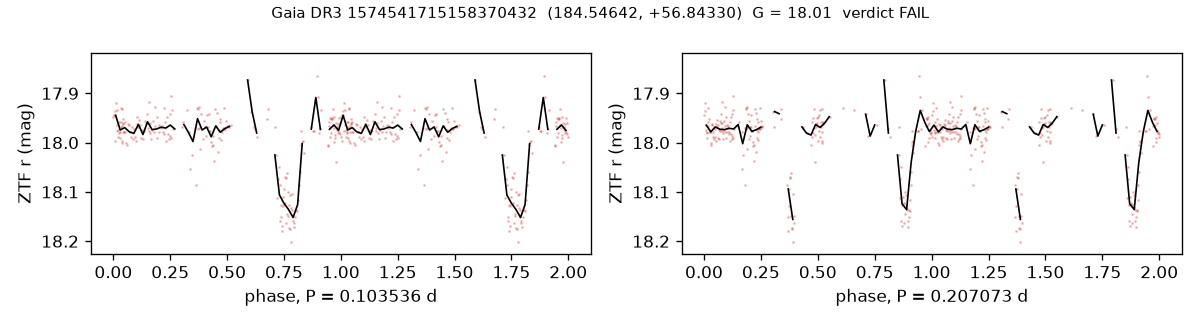 Gaia DR3 1574541715158370432  (184.54642, +56.84330)  G = 18.01  verdict FAIL
ZTF r (mag)
17.9
18.0
18.1
18.2
0.00 0.25 0.50 0.75 1.00 1.25 1.50 1.75 2.00
phase, P = 0.103536 d
ZTF r (mag)
17.9
18.0
18.1
18.2
0.00 0.25 0.50 0.75 1.00 1.25 1.50 1.75 2.00
phase, P = 0.207073 d